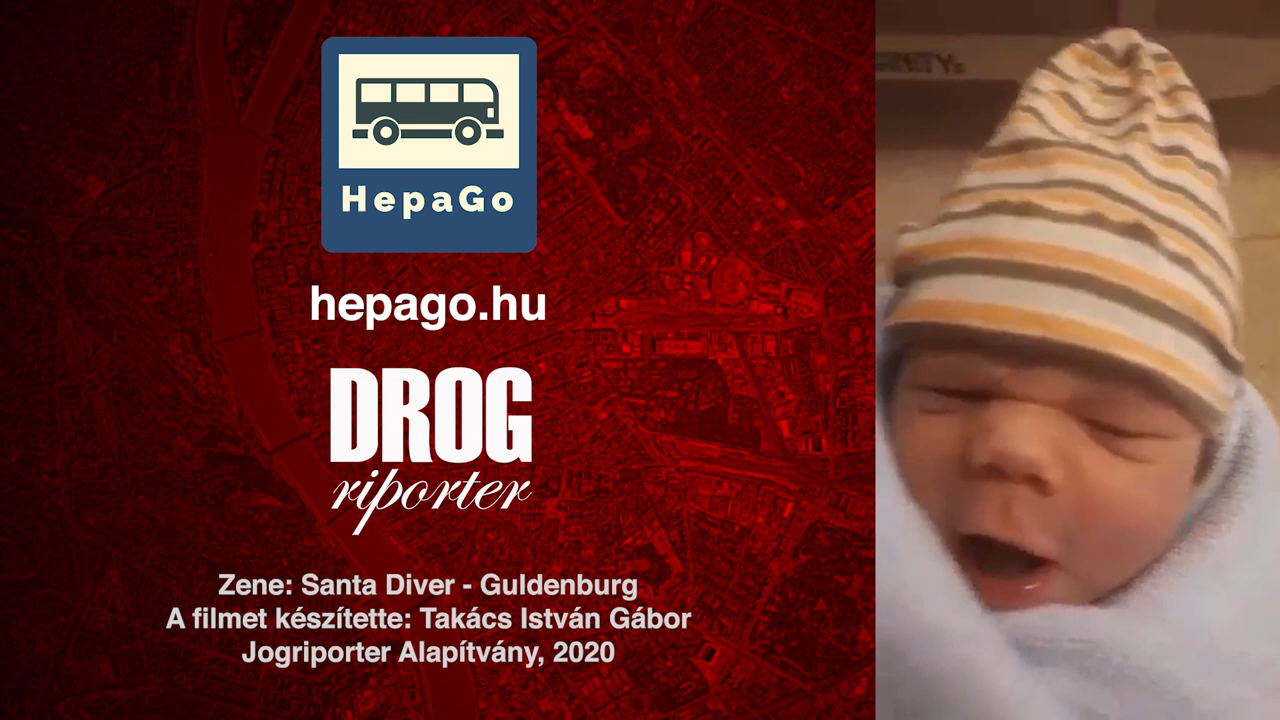 HepaGo
hepago.hu
DROG
riporter
Zene: Santa Diver - Guldenburg
A filmet készítette: Takács István Gábor
Jogriporter Alapítvány, 2020